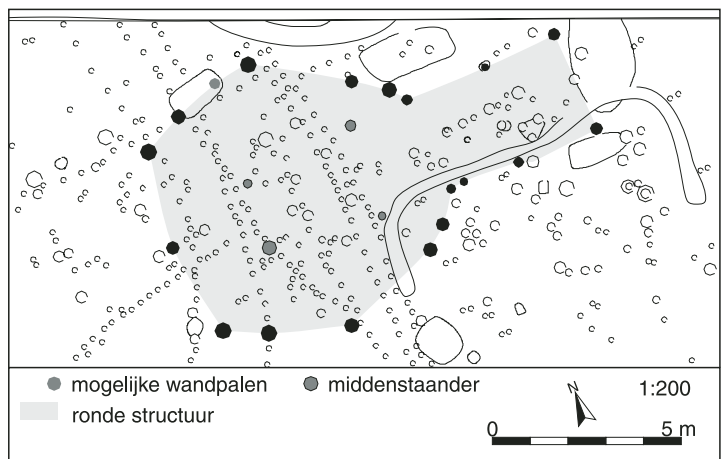 mogelijke wandpalen middenstaander
ronde structuur
N
1:200
0 5 m